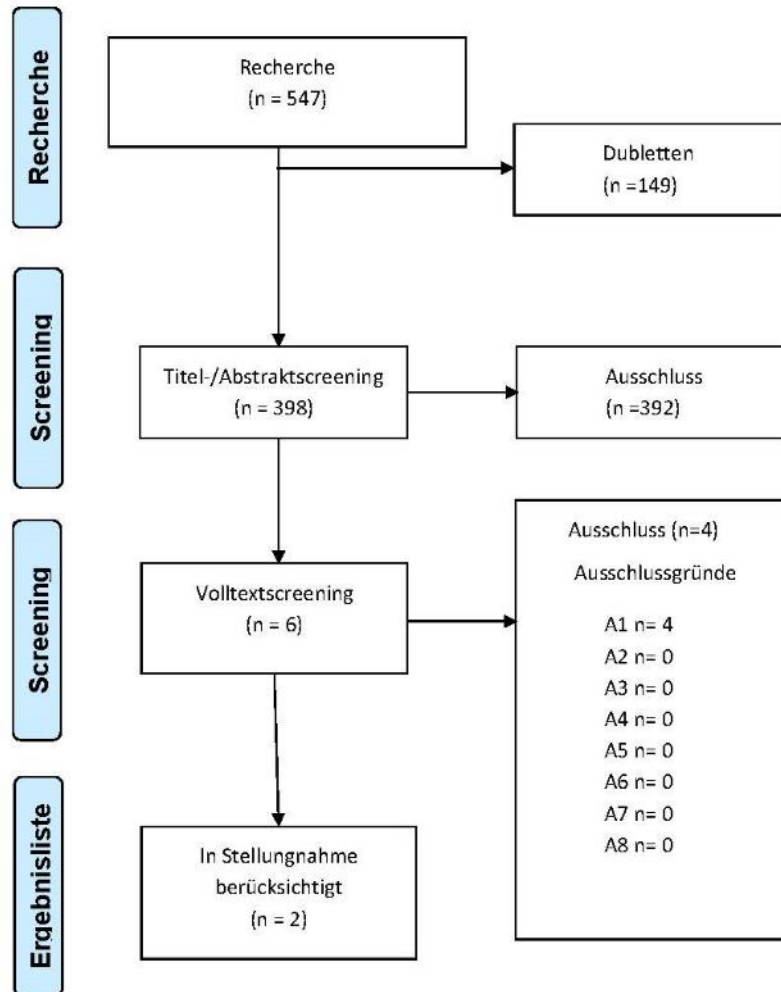 Recherche
Recherche
(n = 547)
Dubletten
(n =149)
Screening
Titel-/Abstraktscreening
(n = 398)
Ausschluss
(n =392)
Screening
Volltextscreening
(n = 6)
Ausschluss (n=4)
Ausschlussgründe
A1 n= 4
A2 n= 0
A3 n= 0
A4 n= 0
A5 n= 0
A6 n= 0
A7 n= 0
A8 n= 0
Ergebnisliste
In Stellungnahme
berücksichtigt
(n = 2)